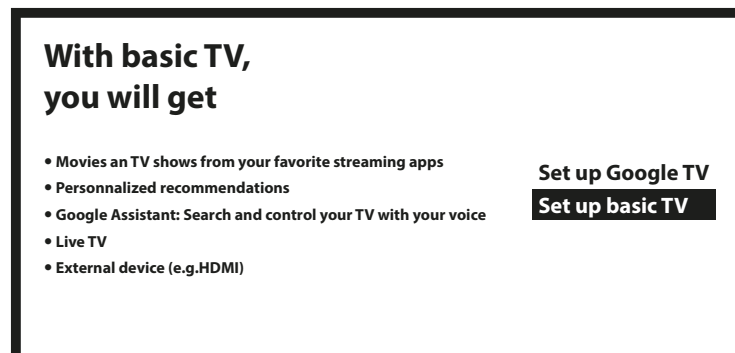 With basic TV,
you will get
• Movies an TV shows from your favorite streaming apps
• Personnalized recommendations
• Google Assistant: Search and control your TV with your voice
• Live TV
• External device (e.g.HDMI)
Set up Google TV
Set up basic TV